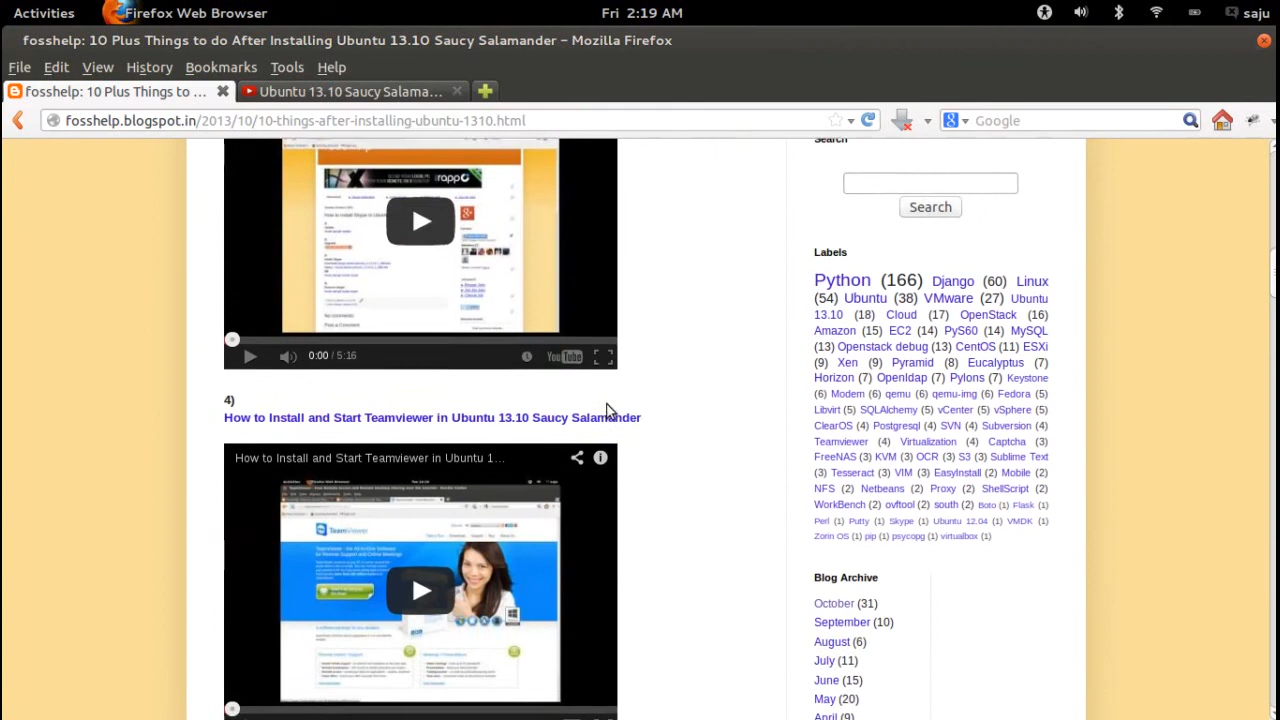 Activities Firefox Web Browser Fri 2:19 AM saju
fosshelp: 10 Plus Things to do After Installing Ubuntu 13.10 Saucy Salamander – Mozilla Firefox
File Edit View History Bookmarks Tools Help
fosshelp: 10 Plus Things to ... Ubuntu 13.10 Saucy Salama...
fosshelp.blogspot.in/2013/10/10-things-after-installing-ubuntu-1310.html Google
0:00 / 5:16 YouTube
4)
How to Install and Start Teamviewer in Ubuntu 13.10 Saucy Salamander
How to Install and Start Teamviewer in Ubuntu 1...
TeamViewer
Search
Search
Labels
Python (166) Django (60) Linux
(54) Ubuntu (38) VMware (27) Ubuntu
13.10 (18) Cloud (17) OpenStack (16)
Amazon (15) EC2 (14) PyS60 (14) MySQL
(13) Openstack debug (13) CentOS (11) ESXi
(9) Xen (9) Pyramid (8) Eucalyptus (7)
Horizon (7) Openldap (7) Pylons (7) Keystone
(6) Modem (6) qemu (6) qemu-img (6) Fedora (5)
Libvirt (5) SQLAlchemy (5) vCenter (5) vSphere (5)
ClearOS (4) Postgresql (4) SVN (4) Subversion (4)
Teamviewer (4) Virtualization (4) Captcha (3)
FreeNAS (3) KVM (3) OCR (3) S3 (3) Sublime Text
(3) Tesseract (3) VIM (3) EasyInstall (2) Mobile (2)
NFS (2) Netbeans (2) Proxy (2) ShellScript (2)
WorkBench (2) ovftool (2) south (2) Boto (1) Flask (1)
Perl (1) Putty (1) Skype (1) Ubuntu 12.04 (1) VMDK (1)
Zorin OS (1) pip (1) psycopg (1) virtualbox (1)
Blog Archive
October (31)
September (10)
August (6)
July (11)
June (15)
May (20)
April (9)